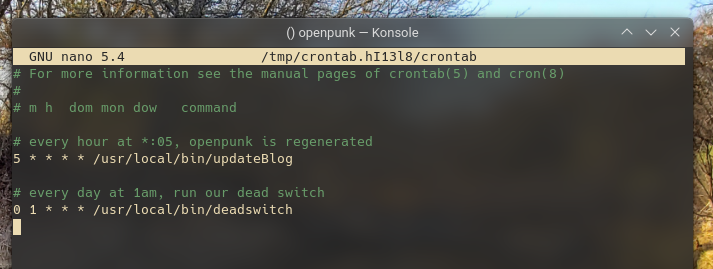 () openpunk — Konsole
GNU nano 5.4 /tmp/crontab.hI13l8/crontab
# For more information see the manual pages of crontab(5) and cron(8)
#
# m h  dom mon dow   command
# every hour at *:05, openpunk is regenerated
5 * * * * /usr/local/bin/updateBlog
# every day at 1am, run our dead switch
0 1 * * * /usr/local/bin/deadswitch